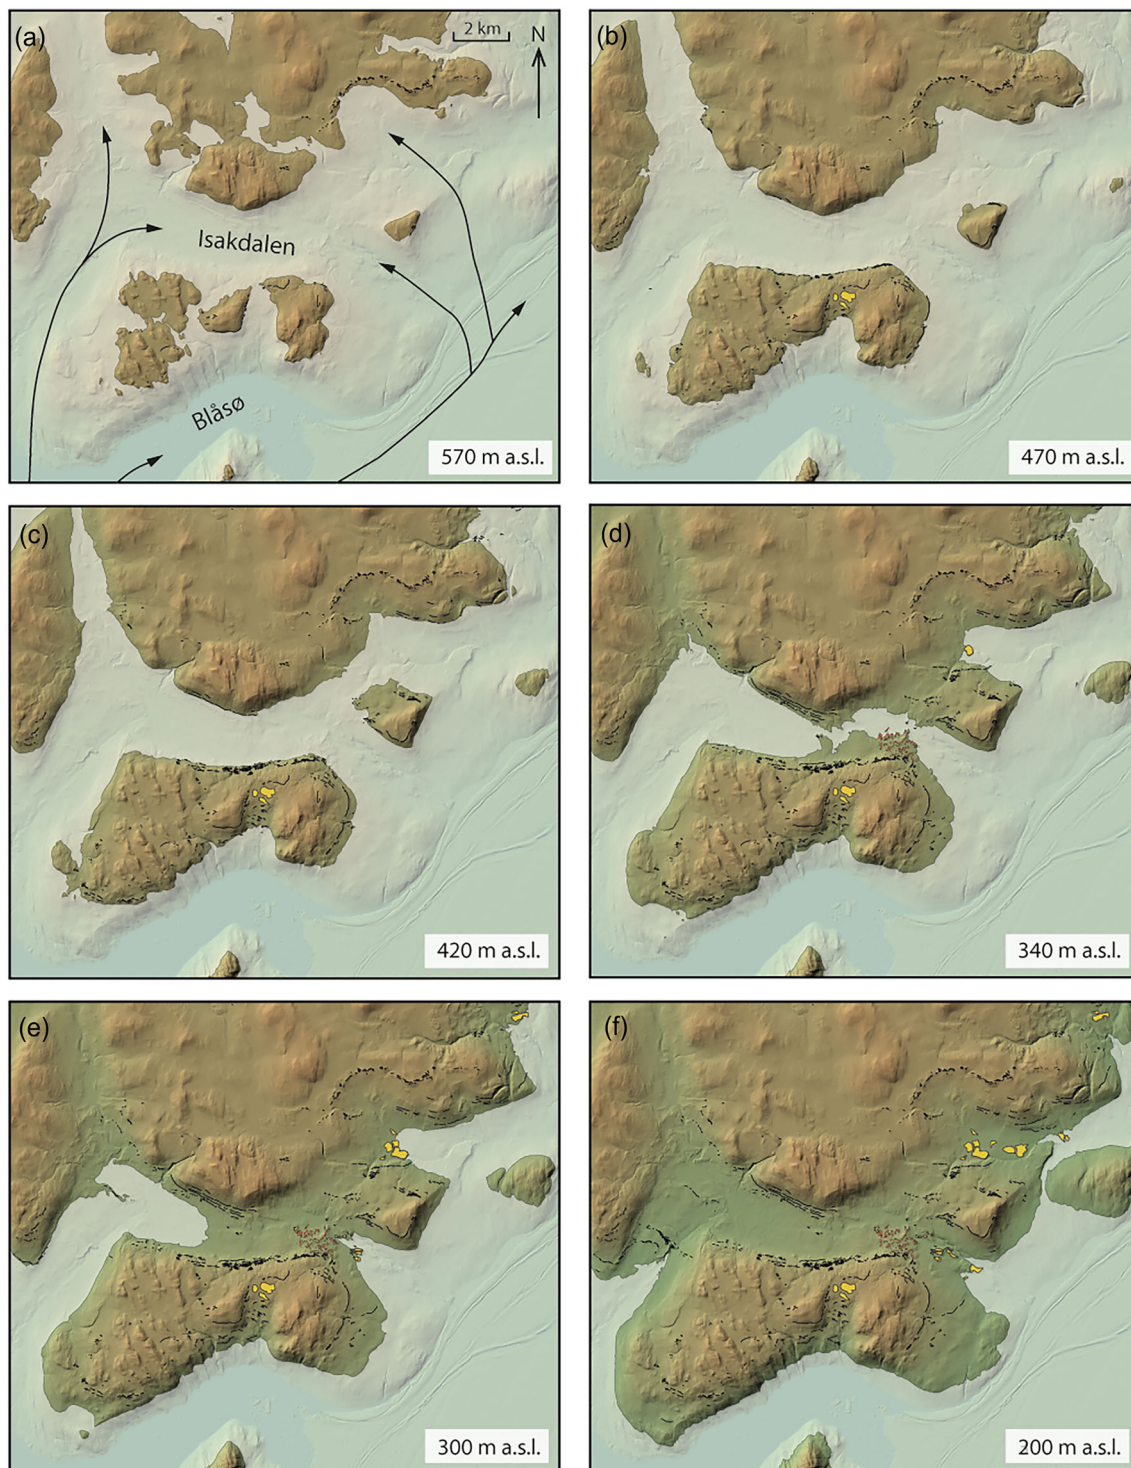 (a)
2 km
N
Isakdalen
Blåsø
570 m a.s.l.
(b)
470 m a.s.l.
(c)
420 m a.s.l.
(d)
340 m a.s.l.
(e)
300 m a.s.l.
(f)
200 m a.s.l.